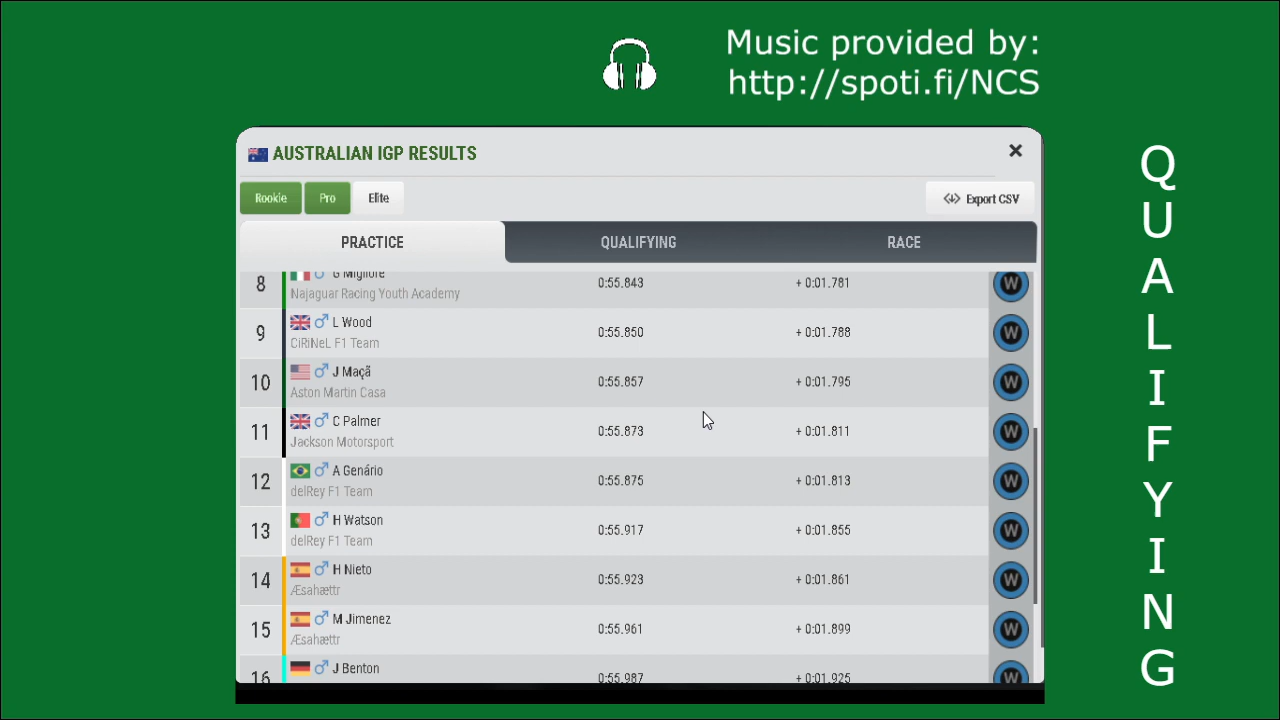 Music provided by:
http://spoti.fi/NCS
AUSTRALIAN IGP RESULTS
Rookie Pro Elite Export CSV
PRACTICE QUALIFYING RACE
8 G Migliore 0:55.843 + 0:01.781 W
Najaguar Racing Youth Academy
9 L Wood 0:55.850 + 0:01.788 W
CiRiNeL F1 Team
10 J Maçã 0:55.857 + 0:01.795 W
Aston Martin Casa
11 C Palmer 0:55.873 + 0:01.811 W
Jackson Motorsport
12 A Genário 0:55.875 + 0:01.813 W
delRey F1 Team
13 H Watson 0:55.917 + 0:01.855 W
delRey F1 Team
14 H Nieto 0:55.923 + 0:01.861 W
Æsahættr
15 M Jimenez 0:55.961 + 0:01.899 W
Æsahættr
16 J Benton 0:55.987 + 0:01.925 W
QUALIFYING